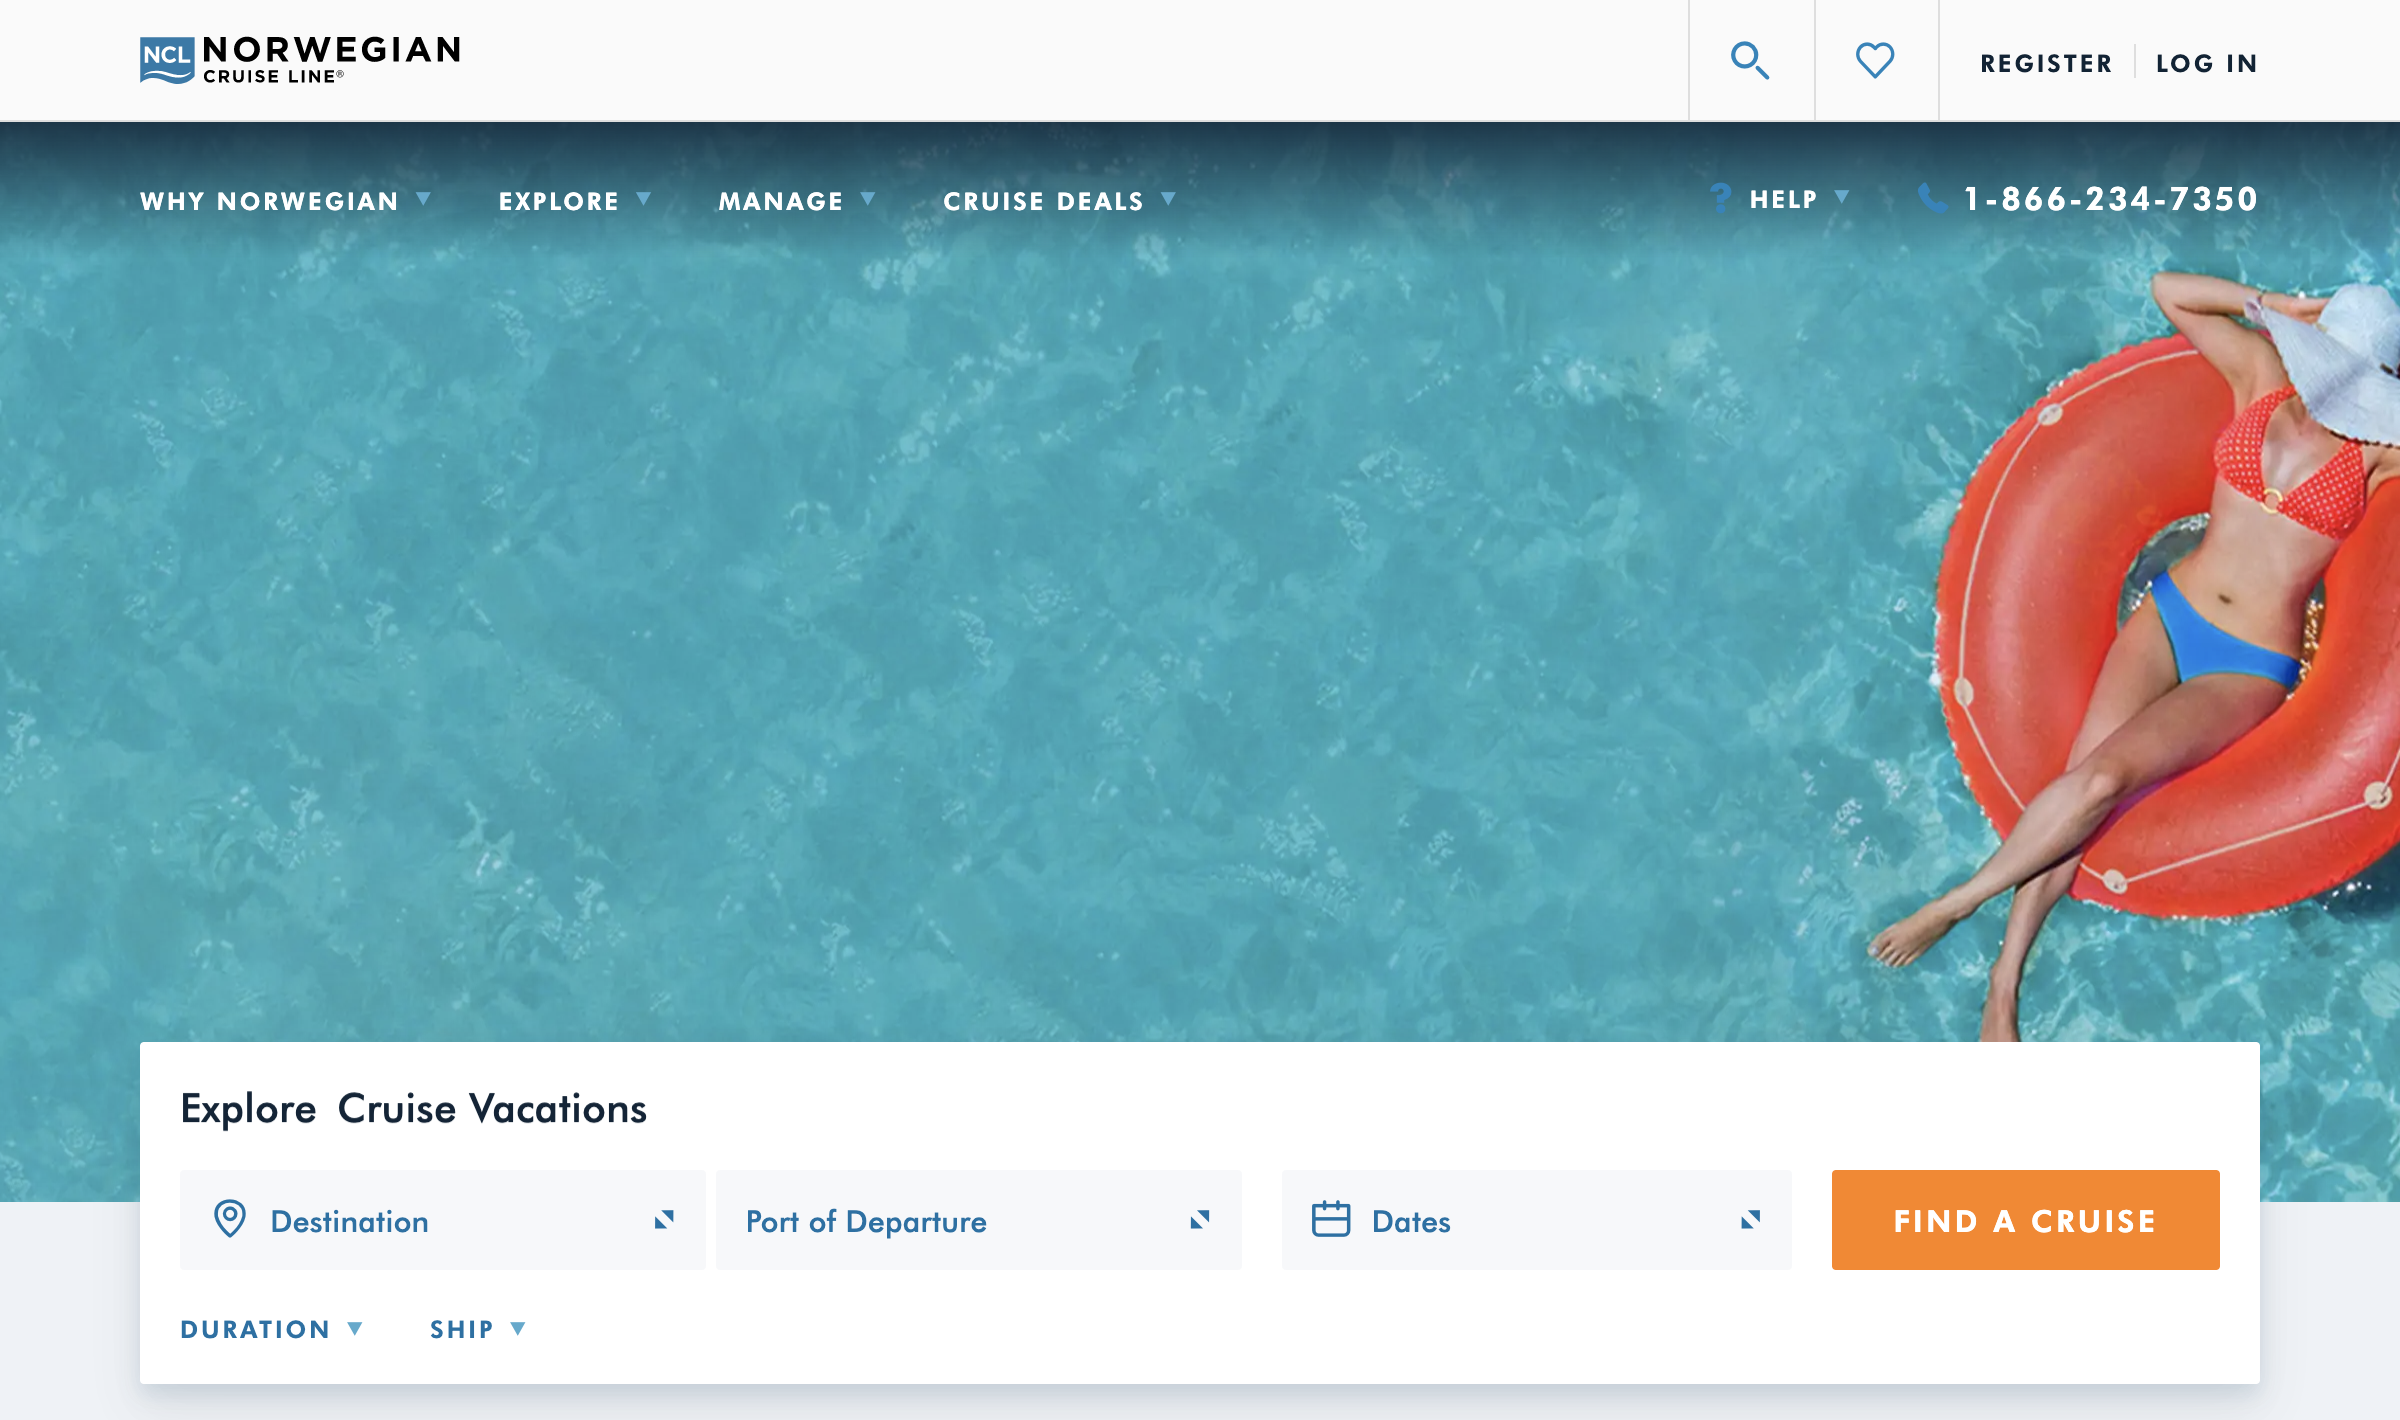 NCL NORWEGIAN
CRUISE LINE®
REGISTER LOG IN
WHY NORWEGIAN EXPLORE MANAGE CRUISE DEALS ? HELP 1-866-234-7350
Explore Cruise Vacations
Destination Port of Departure Dates FIND A CRUISE
DURATION SHIP